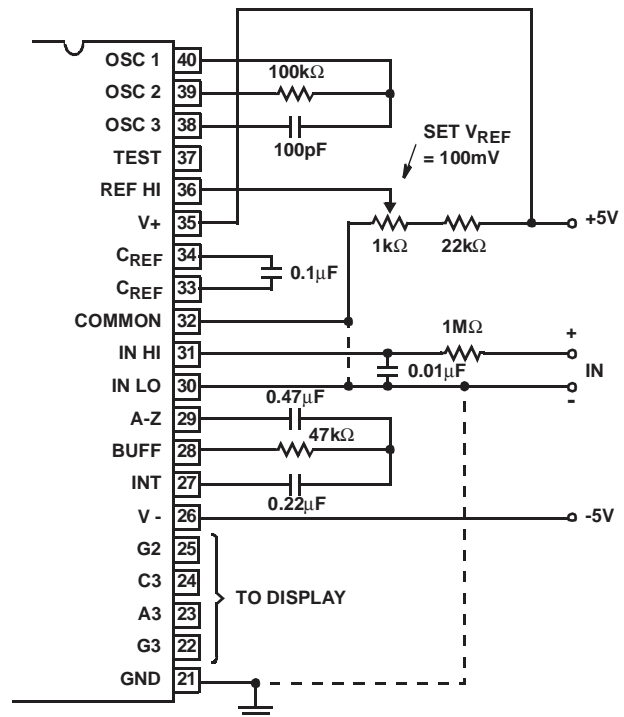 OSC 1 40
OSC 2 39
OSC 3 38
TEST 37
REF HI 36
V+ 35
CREF 34
CREF 33
COMMON 32
IN HI 31
IN LO 30
A-Z 29
BUFF 28
INT 27
V - 26
G2 25
C3 24
A3 23
G3 22
GND 21
100kΩ
100pF
SET VREF
= 100mV
+5V
1kΩ
22kΩ
0.1μF
1MΩ
+
0.01μF
IN
-
0.47μF
47kΩ
0.22μF
-5V
TO DISPLAY